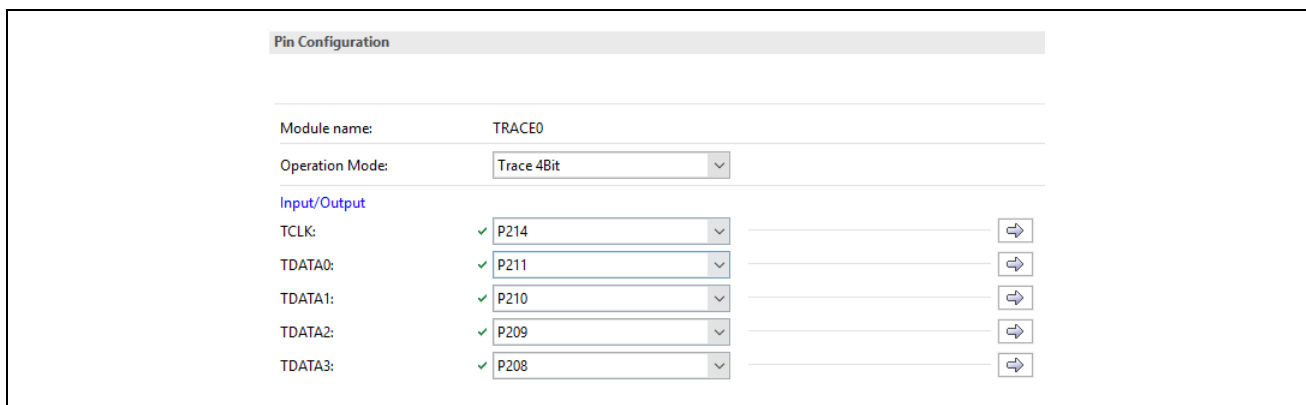 Pin Configuration
Module name: TRACE0
Operation Mode: Trace 4Bit
Input/Output
TCLK: P214
TDATA0: P211
TDATA1: P210
TDATA2: P209
TDATA3: P208